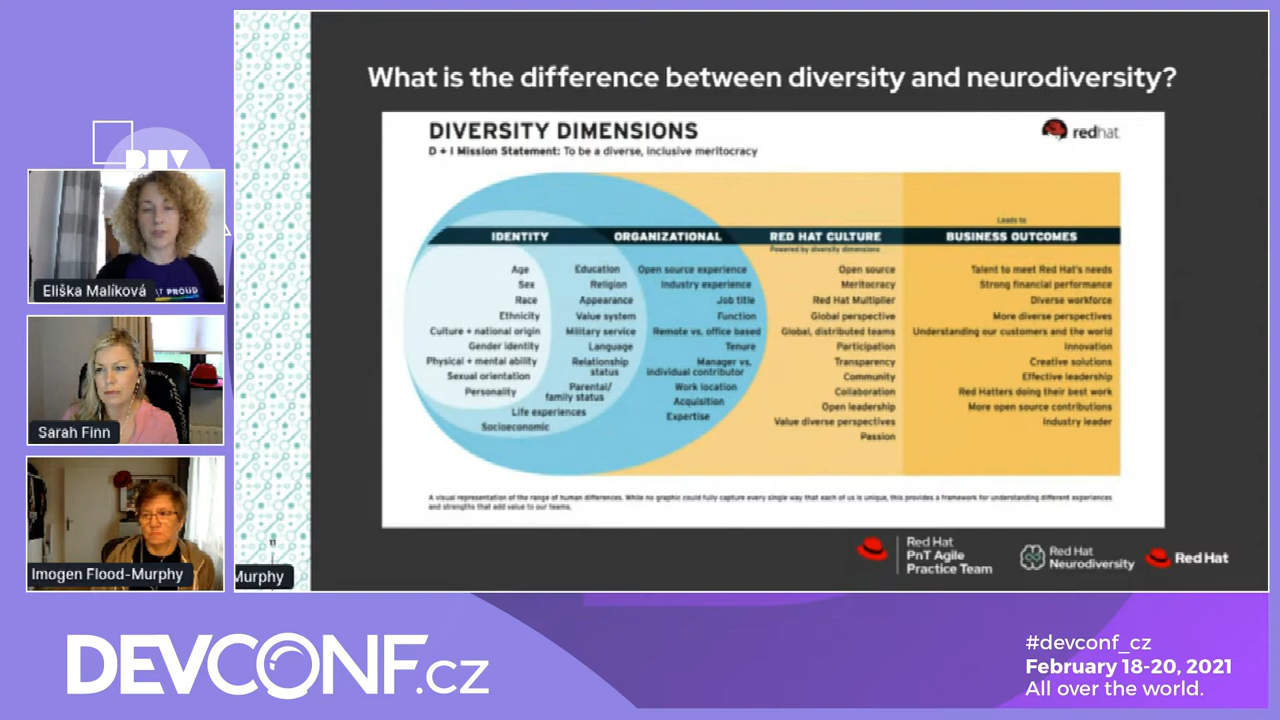 What is the difference between diversity and neurodiversity?
DIVERSITY DIMENSIONS
D + I Mission Statement: To be a diverse, inclusive meritocracy
redhat
Leads to
IDENTITY
ORGANIZATIONAL
RED HAT CULTURE
BUSINESS OUTCOMES
Powered by diversity dimensions
Age
Sex
Race
Ethnicity
Culture + national origin
Gender identity
Physical + mental ability
Sexual orientation
Personality
Education
Religion
Appearance
Value system
Military service
Language
Relationship
status
Parental/
family status
Life experiences
Socioeconomic
Open source experience
Industry experience
Job title
Function
Remote vs. office based
Tenure
Manager vs.
individual contributor
Work location
Acquisition
Expertise
Open source
Meritocracy
Red Hat Multiplier
Global perspective
Global, distributed teams
Participation
Transparency
Community
Collaboration
Open leadership
Value diverse perspectives
Passion
Talent to meet Red Hat's needs
Strong financial performance
Diverse workforce
More diverse perspectives
Understanding our customers and the world
Innovation
Creative solutions
Effective leadership
Red Hatters doing their best work
More open source contributions
Industry leader
A visual representation of the range of human differences. While no graphic could fully capture every single way that each of us is unique, this provides a framework for understanding different experiences
and strengths that add value to our teams.
11
Red Hat
PnT Agile
Practice Team
Red Hat
Neurodiversity
Red Hat
Murphy
DEV
AT PROUD
Eliška Malíková
Sarah Finn
Imogen Flood-Murphy
DEVCONF.cz
#devconf_cz
February 18-20, 2021
All over the world.